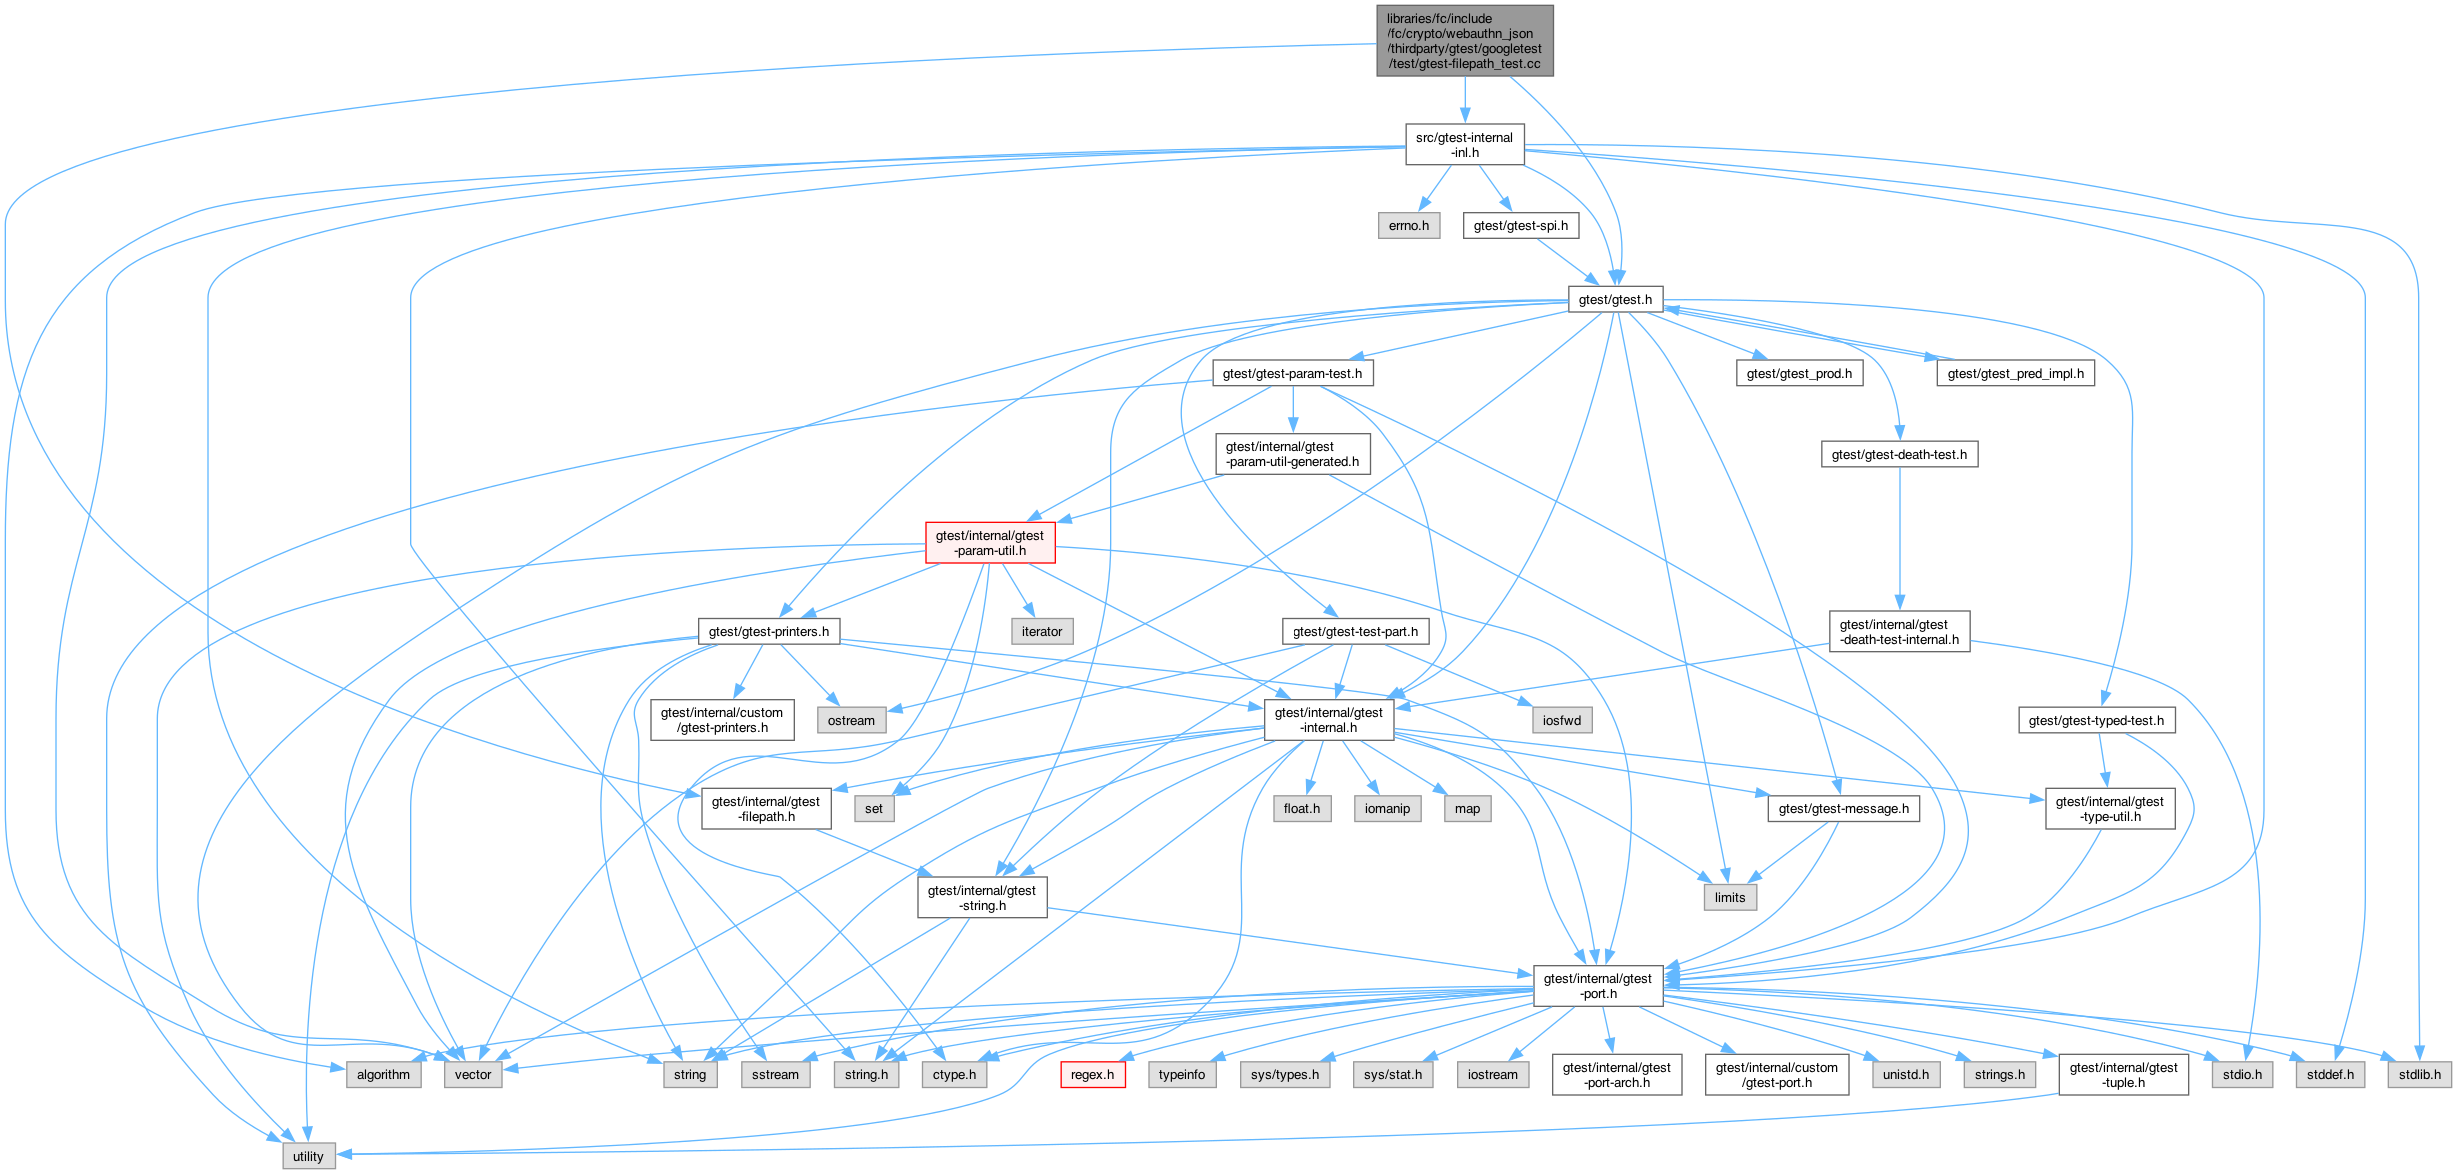 libraries/fc/include
/fc/crypto/webauthn_json
/thirdparty/gtest/googletest
/test/gtest-filepath_test.cc
src/gtest-internal
-inl.h
errno.h
gtest/gtest-spi.h
gtest/gtest.h
gtest/gtest-param-test.h
gtest/gtest_prod.h
gtest/gtest_pred_impl.h
gtest/internal/gtest
-param-util-generated.h
gtest/gtest-death-test.h
gtest/internal/gtest
-param-util.h
gtest/gtest-printers.h
iterator
gtest/gtest-test-part.h
gtest/internal/gtest
-death-test-internal.h
gtest/internal/custom
/gtest-printers.h
ostream
gtest/internal/gtest
-internal.h
iosfwd
gtest/gtest-typed-test.h
gtest/internal/gtest
-filepath.h
set
float.h
iomanip
map
gtest/gtest-message.h
gtest/internal/gtest
-type-util.h
gtest/internal/gtest
-string.h
limits
gtest/internal/gtest
-port.h
algorithm
vector
string
sstream
string.h
ctype.h
regex.h
typeinfo
sys/types.h
sys/stat.h
iostream
gtest/internal/gtest
-port-arch.h
gtest/internal/custom
/gtest-port.h
unistd.h
strings.h
gtest/internal/gtest
-tuple.h
stdio.h
stddef.h
stdlib.h
utility